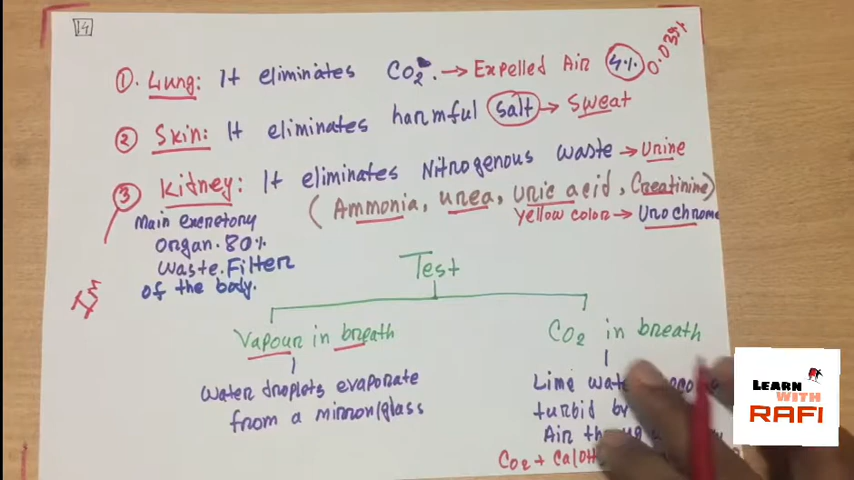 14
① Lung: It eliminates CO₂. → Expelled Air 4% 0.03%
② Skin: It eliminates harmful salt → Sweat
③ Kidney: It eliminates Nitrogenous waste → urine
(Ammonia, urea, uric acid, Creatinine)
Yellow color → Urochrome
Main excretory
organ. 80%
waste. Filter
of the body.
Im
Test
Vapour in breath
CO₂ in breath
Water droplets evaporate
from a mirror/glass
Lime
turbid
Air
CO₂ + Ca(OH
LEARN
WITH
RAFI